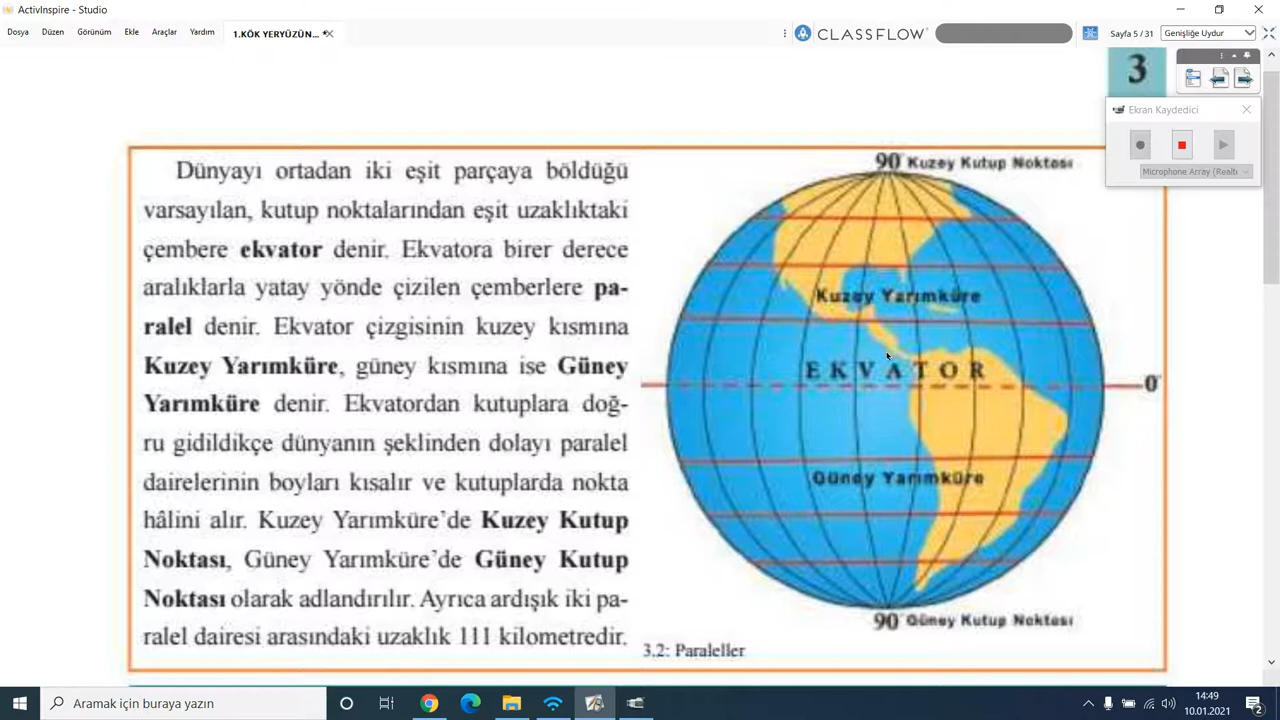 ActivInspire - Studio
Dosya Düzen Görünüm Ekle Araçlar Yardım
1.KÖK YERYÜZÜN...
CLASSFLOW
Sayfa 5 / 31
Genişliğe Uydur
3
Ekran Kaydedici
Microphone Array (Realte
Dünyayı ortadan iki eşit parçaya böldüğü
varsayılan, kutup noktalarından eşit uzaklıktaki
çembere ekvator denir. Ekvatora birer derece
aralıklarla yatay yönde çizilen çemberlere pa-
ralel denir. Ekvator çizgisinin kuzey kısmına
Kuzey Yarımküre, güney kısmına ise Güney
Yarımküre denir. Ekvatordan kutuplara doğ-
ru gidildikçe dünyanın şeklinden dolayı paralel
dairelerinin boyları kısalır ve kutuplarda nokta
hâlini alır. Kuzey Yarımküre’de Kuzey Kutup
Noktası, Güney Yarımküre’de Güney Kutup
Noktası olarak adlandırılır. Ayrıca ardışık iki pa-
ralel dairesi arasındaki uzaklık 111 kilometredir.
90° Kuzey Kutup Noktası
Kuzey Yarımküre
EKVATOR
0°
Güney Yarımküre
90° Güney Kutup Noktası
3.2: Paraleller
Aramak için buraya yazın
14:49
10.01.2021
2